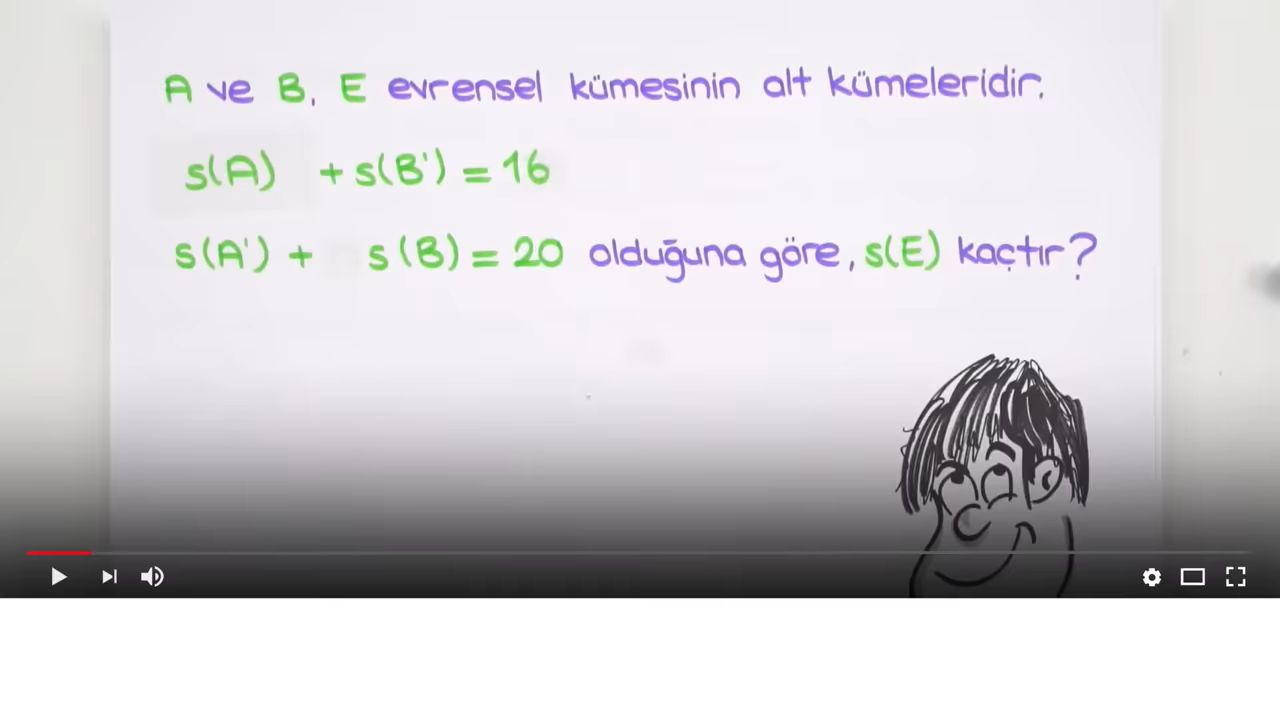 A ve B, E evrensel kümesinin alt kümeleridir.
s(A) + s(B') = 16
s(A') + s(B) = 20 olduğuna göre, s(E) kaçtır?